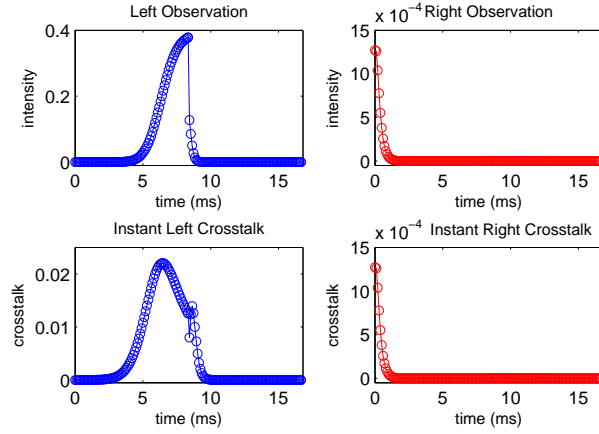 Left Observation
0.4
0.2
0
intensity
0 5 10 15
time (ms)
Right Observation
x 10^-4
15
10
5
0
intensity
0 5 10 15
time (ms)
Instant Left Crosstalk
0.02
0.01
0
crosstalk
0 5 10 15
time (ms)
Instant Right Crosstalk
x 10^-4
15
10
5
0
crosstalk
0 5 10 15
time (ms)